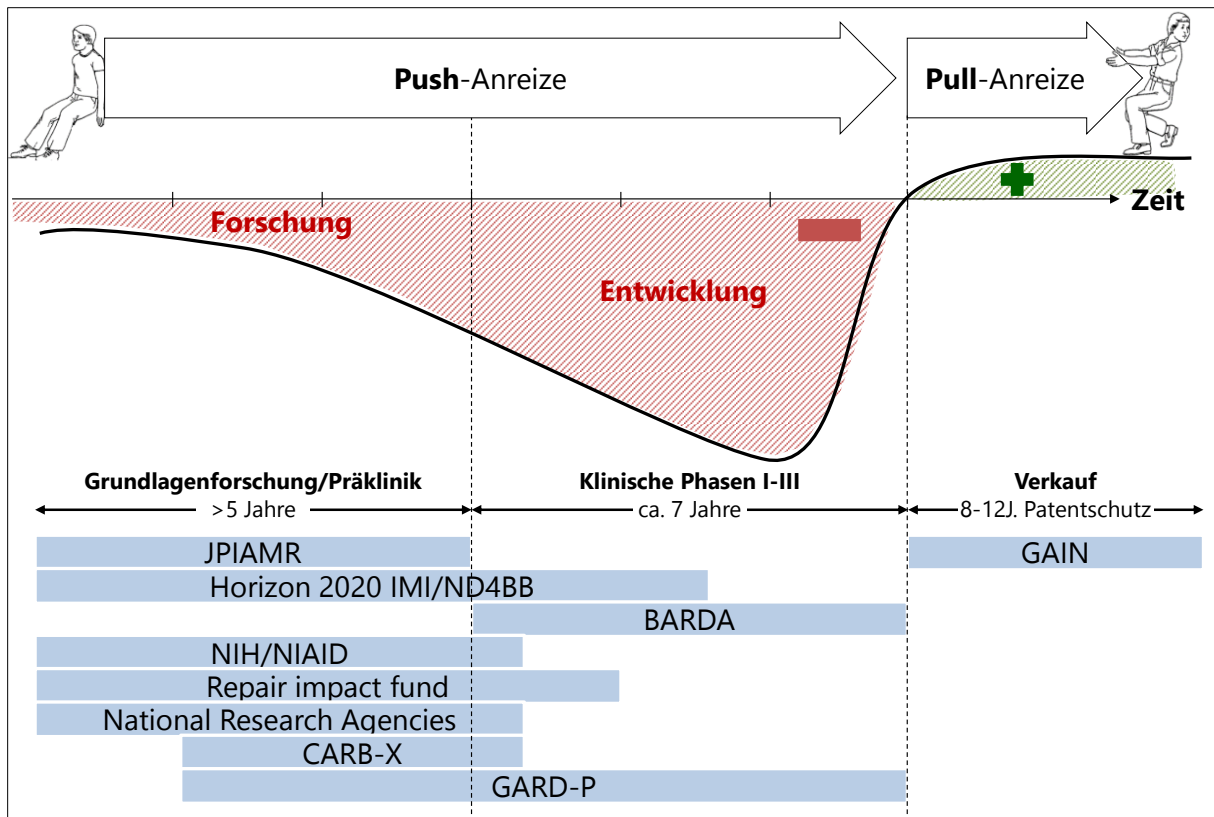 Push-Anreize
Pull-Anreize
Zeit
Forschung
Entwicklung
Grundlagenforschung/Präklinik
>5 Jahre
Klinische Phasen I-III
ca. 7 Jahre
Verkauf
8-12J. Patentschutz
JPIAMR
GAIN
Horizon 2020 IMI/ND4BB
BARDA
NIH/NIAID
Repair impact fund
National Research Agencies
CARB-X
GARD-P